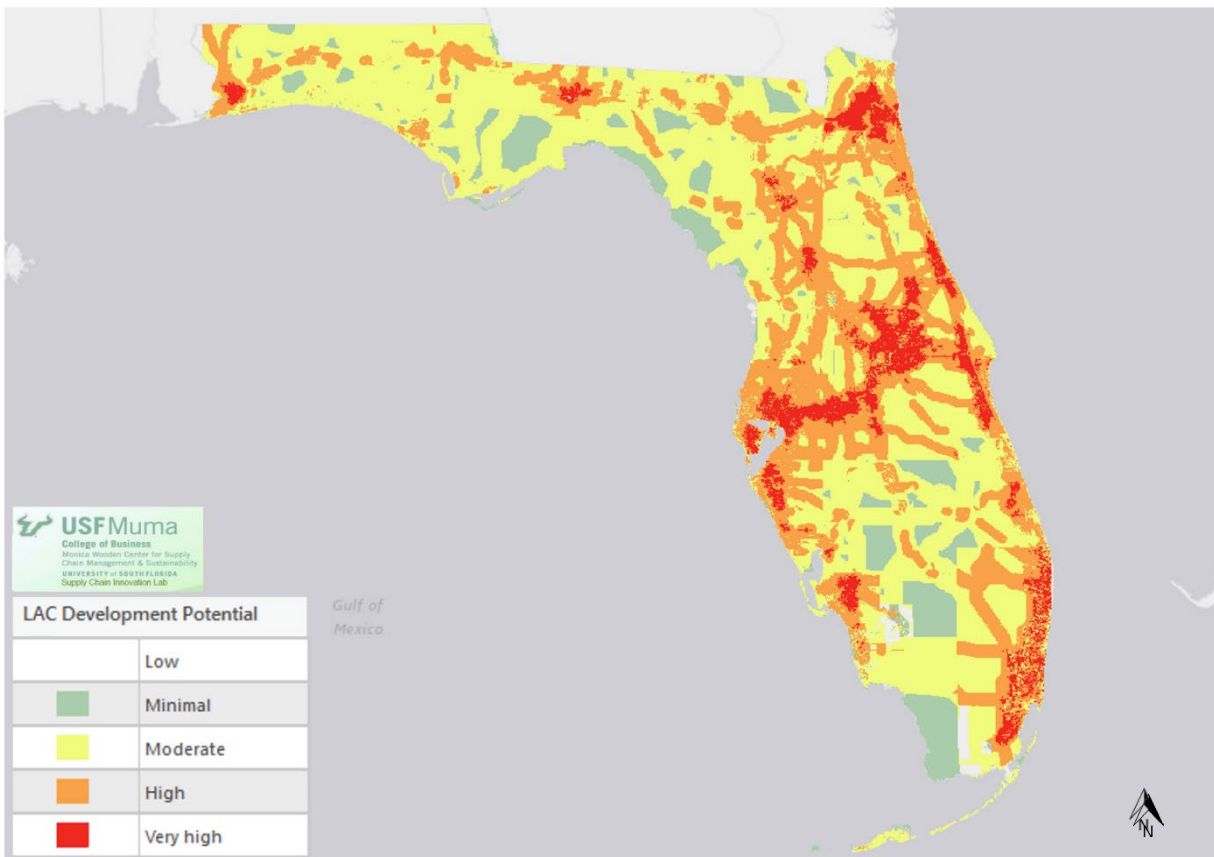 USF Muma
College of Business
Monica Wooden Center for Supply
Chain Management & Sustainability
UNIVERSITY of SOUTH FLORIDA
Supply Chain Innovation Lab
LAC Development Potential
Low
Minimal
Moderate
High
Very high
Gulf of
Mexico
N